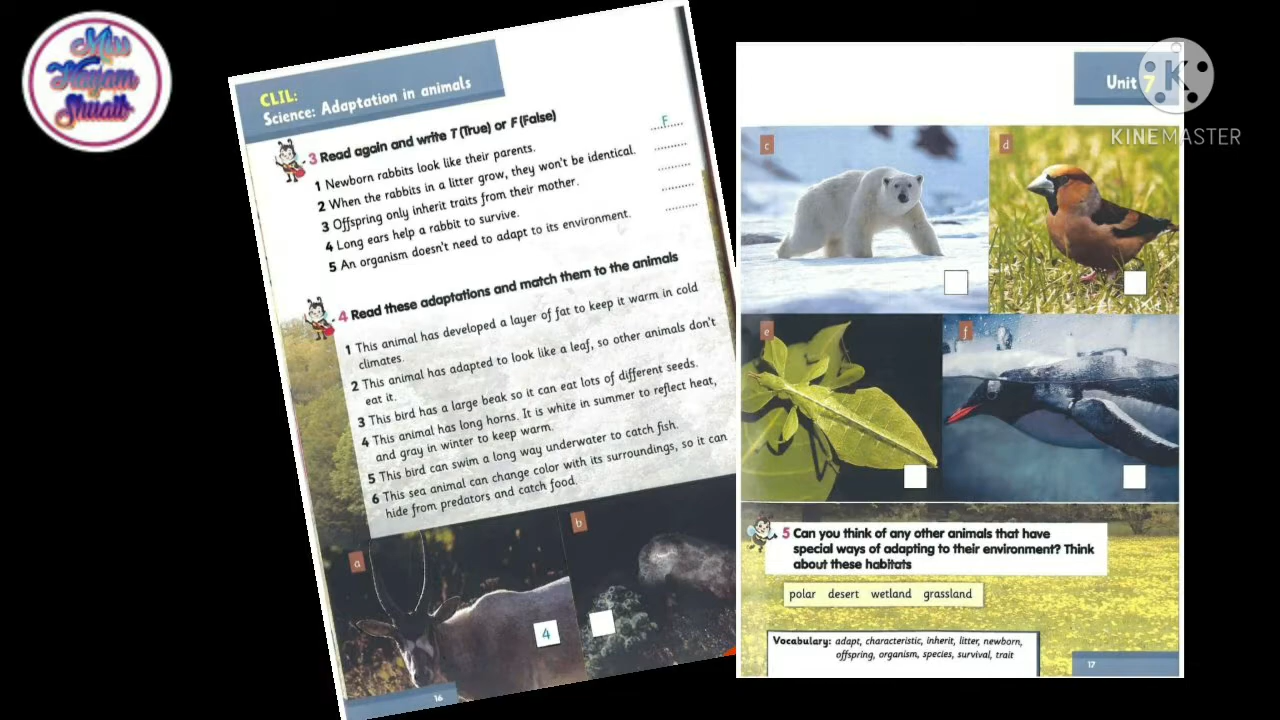 Miss
Hayam
Shuaib
CLIL:
Science: Adaptation in animals
3 Read again and write T (True) or F (False)
1 Newborn rabbits look like their parents.
F
2 When the rabbits in a litter grow, they won't be identical.
3 Offspring only inherit traits from their mother.
4 Long ears help a rabbit to survive.
5 An organism doesn't need to adapt to its environment.
4 Read these adaptations and match them to the animals
1 This animal has developed a layer of fat to keep it warm in cold
climates.
2 This animal has adapted to look like a leaf, so other animals don't
eat it.
3 This bird has a large beak so it can eat lots of different seeds.
4 This animal has long horns. It is white in summer to reflect heat,
and gray in winter to keep warm.
5 This bird can swim a long way underwater to catch fish.
6 This sea animal can change color with its surroundings, so it can
hide from predators and catch food.
a
4
b
16
Unit 7
K
KINEMASTER
c
d
e
f
5 Can you think of any other animals that have
special ways of adapting to their environment? Think
about these habitats
polar desert wetland grassland
Vocabulary: adapt, characteristic, inherit, litter, newborn,
offspring, organism, species, survival, trait
17